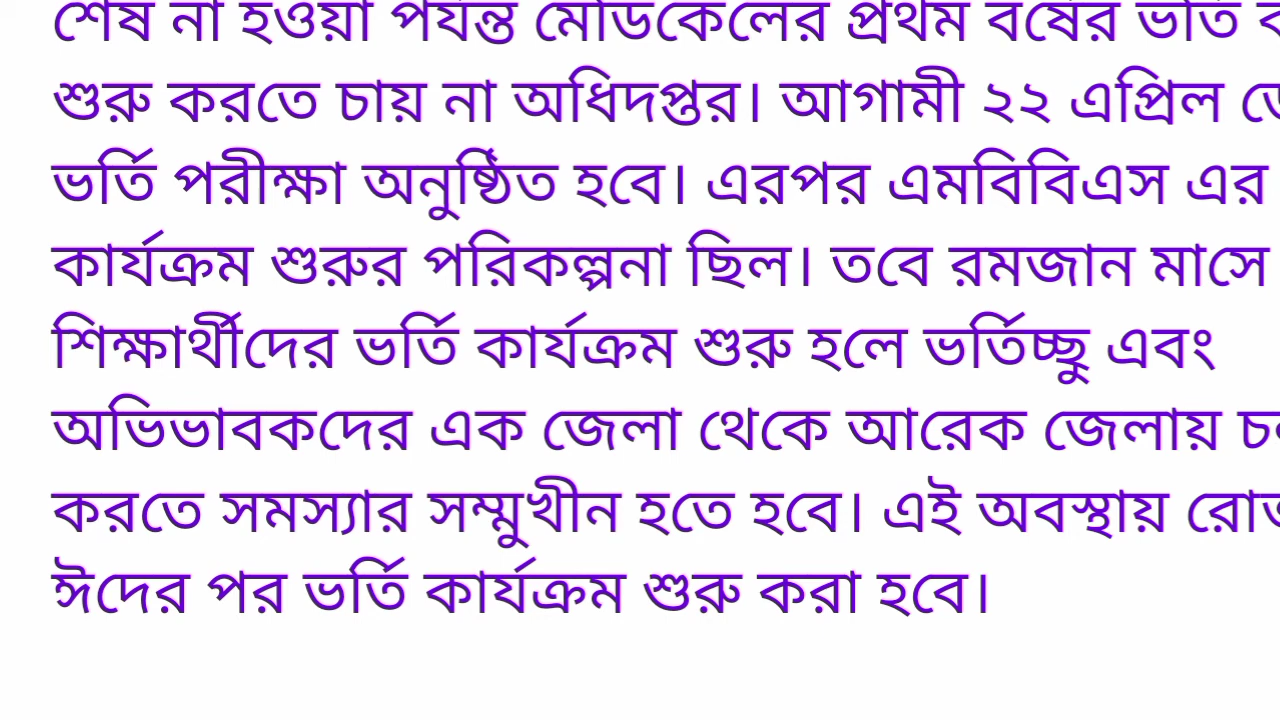 শেষ না হওয়া পর্যন্ত মেডিকেলের প্রথম বর্ষের ভর্তি
শুরু করতে চায় না অধিদপ্তর। আগামী ২২ এপ্রিল
ভর্তি পরীক্ষা অনুষ্ঠিত হবে। এরপর এমবিবিএস এর
কার্যক্রম শুরুর পরিকল্পনা ছিল। তবে রমজান মাসে
শিক্ষার্থীদের ভর্তি কার্যক্রম শুরু হলে ভর্তিচ্ছু এবং
অভিভাবকদের এক জেলা থেকে আরেক জেলায়
করতে সমস্যার সম্মুখীন হতে হবে। এই অবস্থায়
ঈদের পর ভর্তি কার্যক্রম শুরু করা হবে।